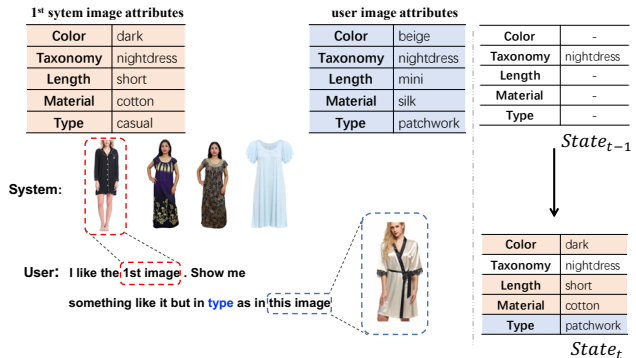 1st sytem image attributes
Color dark
Taxonomy nightdress
Length short
Material cotton
Type casual
user image attributes
Color beige
Taxonomy nightdress
Length mini
Material silk
Type patchwork
Color -
Taxonomy nightdress
Length -
Material -
Type -
State_{t-1}
System:
User: I like the 1st image . Show me
something like it but in type as in this image
Color dark
Taxonomy nightdress
Length short
Material cotton
Type patchwork
State_t